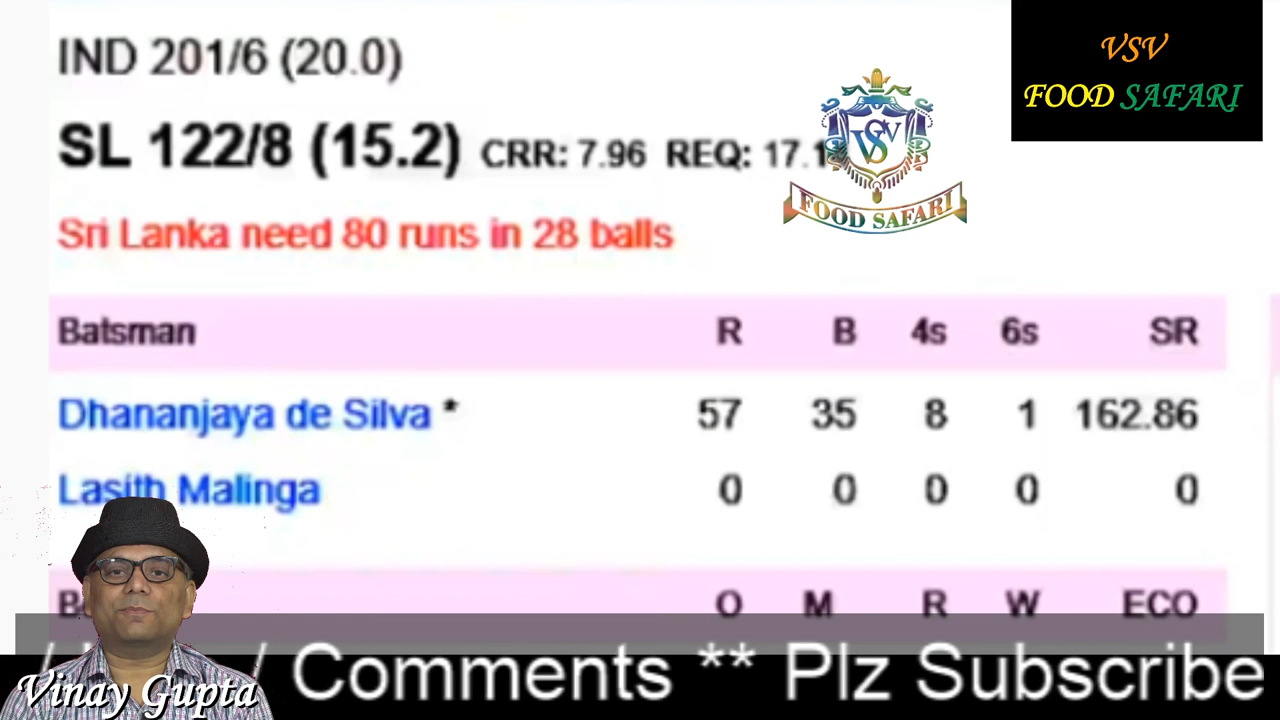 IND 201/6 (20.0)
SL 122/8 (15.2) CRR: 7.96 REQ: 17.1
Sri Lanka need 80 runs in 28 balls
VSV
FOOD SAFARI
VSV
FOOD SAFARI
Batsman R B 4s 6s SR
Dhananjaya de Silva * 57 35 8 1 162.86
Lasith Malinga 0 0 0 0 0
O M R W ECO
/ / Comments ** Plz Subscribe
Vinay Gupta